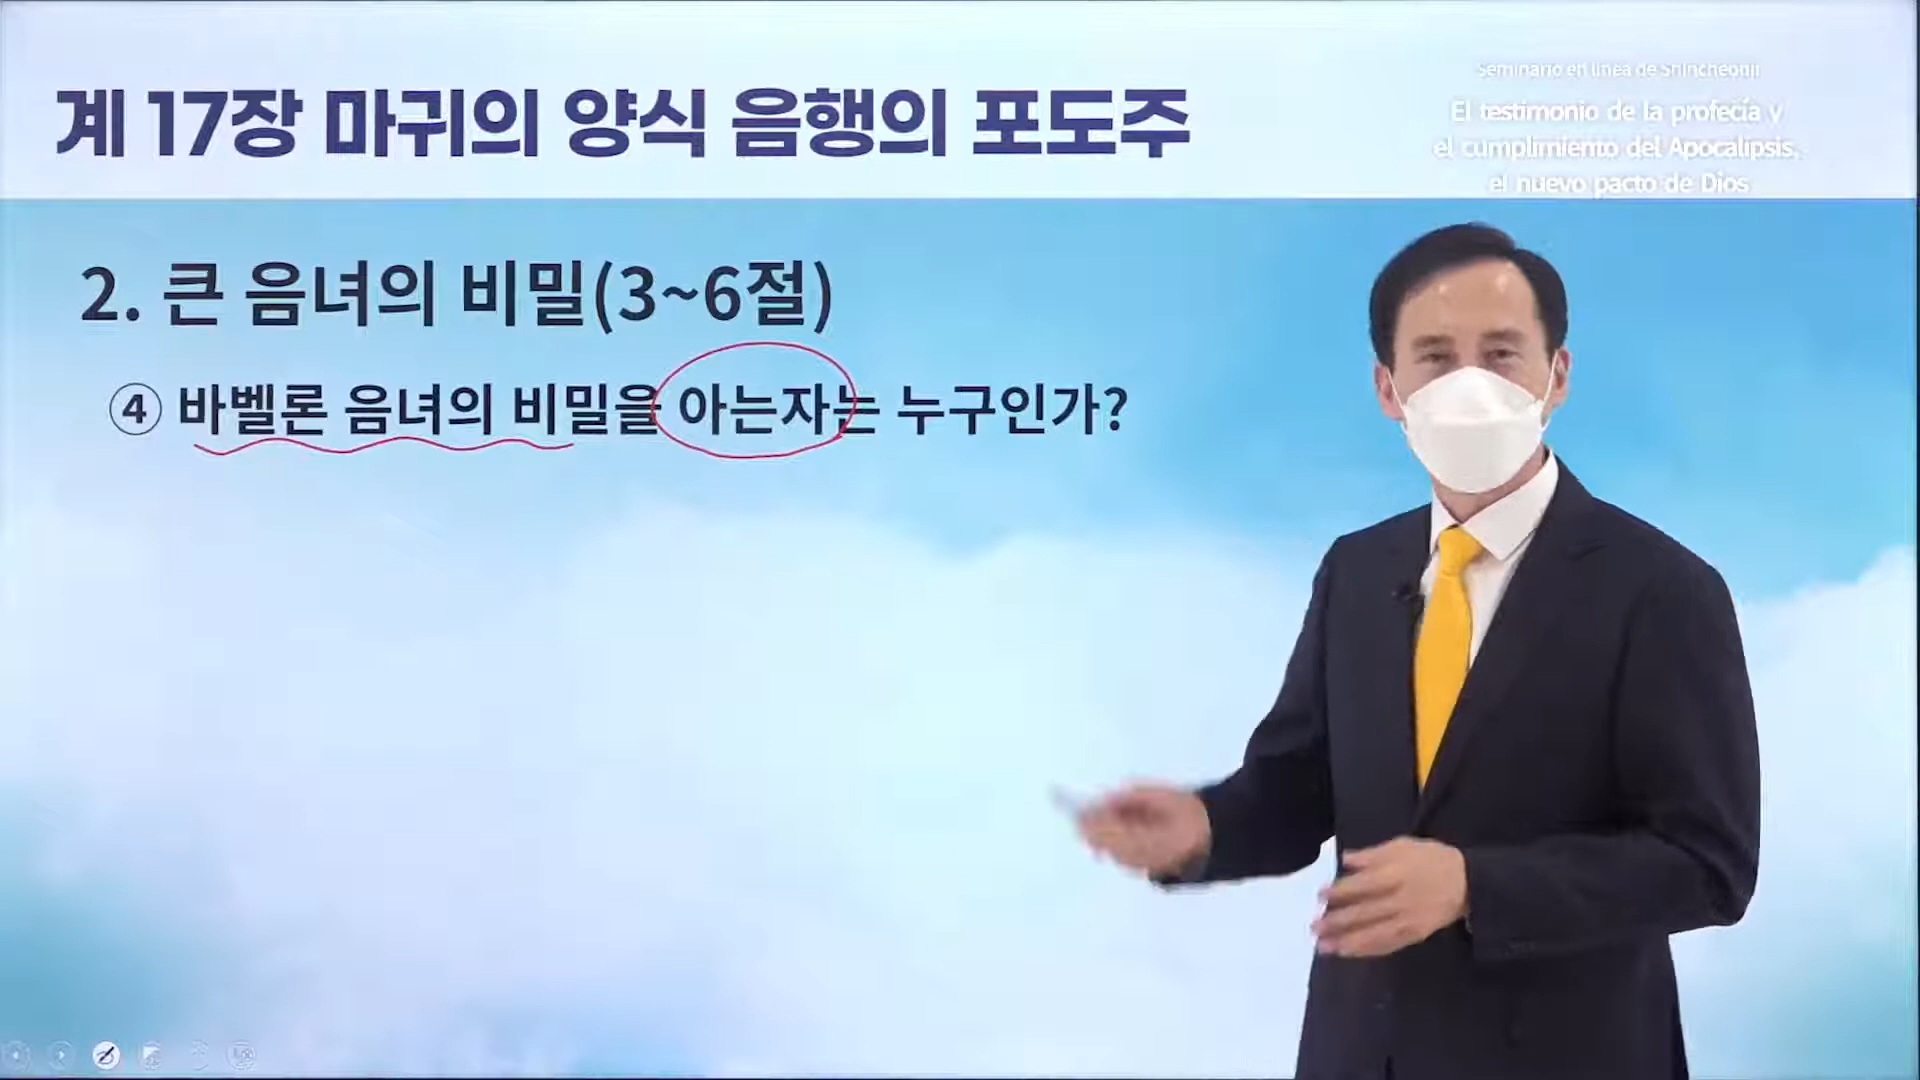 계 17장 마귀의 양식 음행의 포도주
Seminario en línea de Shincheonji
El testimonio de la profecía y
el cumplimiento del Apocalipsis,
el nuevo pacto de Dios
2. 큰 음녀의 비밀(3~6절)
④ 바벨론 음녀의 비밀을 아는자는 누구인가?